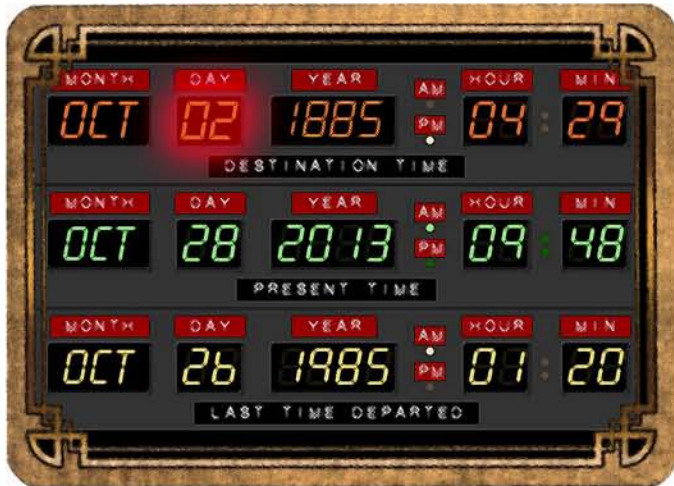 MONTH DAY YEAR AM HOUR MIN
OCT 02 1885 PM 04 : 29
DESTINATION TIME
MONTH DAY YEAR AM HOUR MIN
OCT 28 2013 PM 09 : 48
PRESENT TIME
MONTH DAY YEAR AM HOUR MIN
OCT 26 1985 PM 01 : 20
LAST TIME DEPARTED